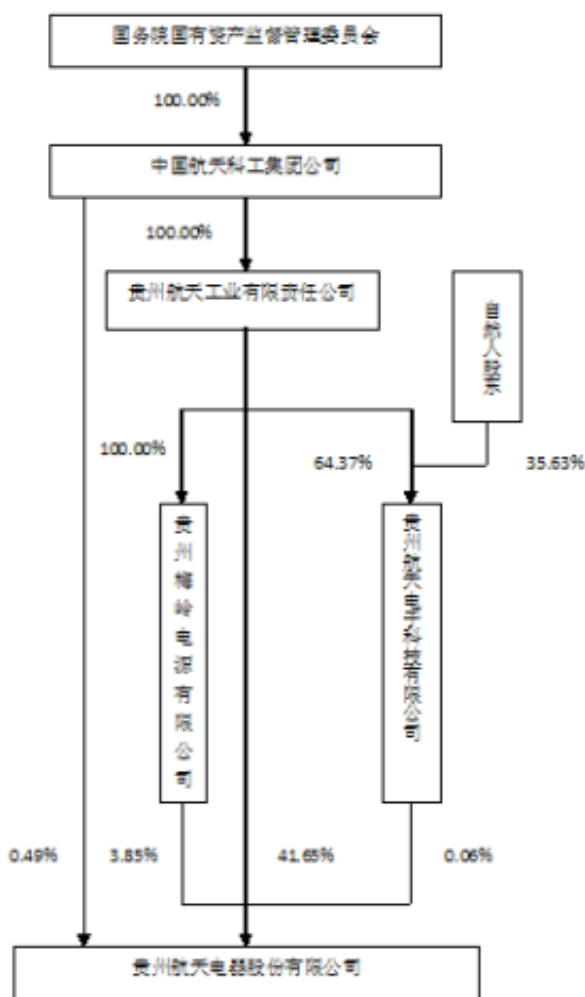 国务院国有资产监督管理委员会
100.00%
中国航天科工集团公司
100.00%
贵州航天工业有限责任公司
自然人股东
100.00%
64.37%
35.63%
贵州梅岭电源有限公司
贵州航天电子科技有限公司
0.49%
3.85%
41.65%
0.06%
贵州航天电器股份有限公司